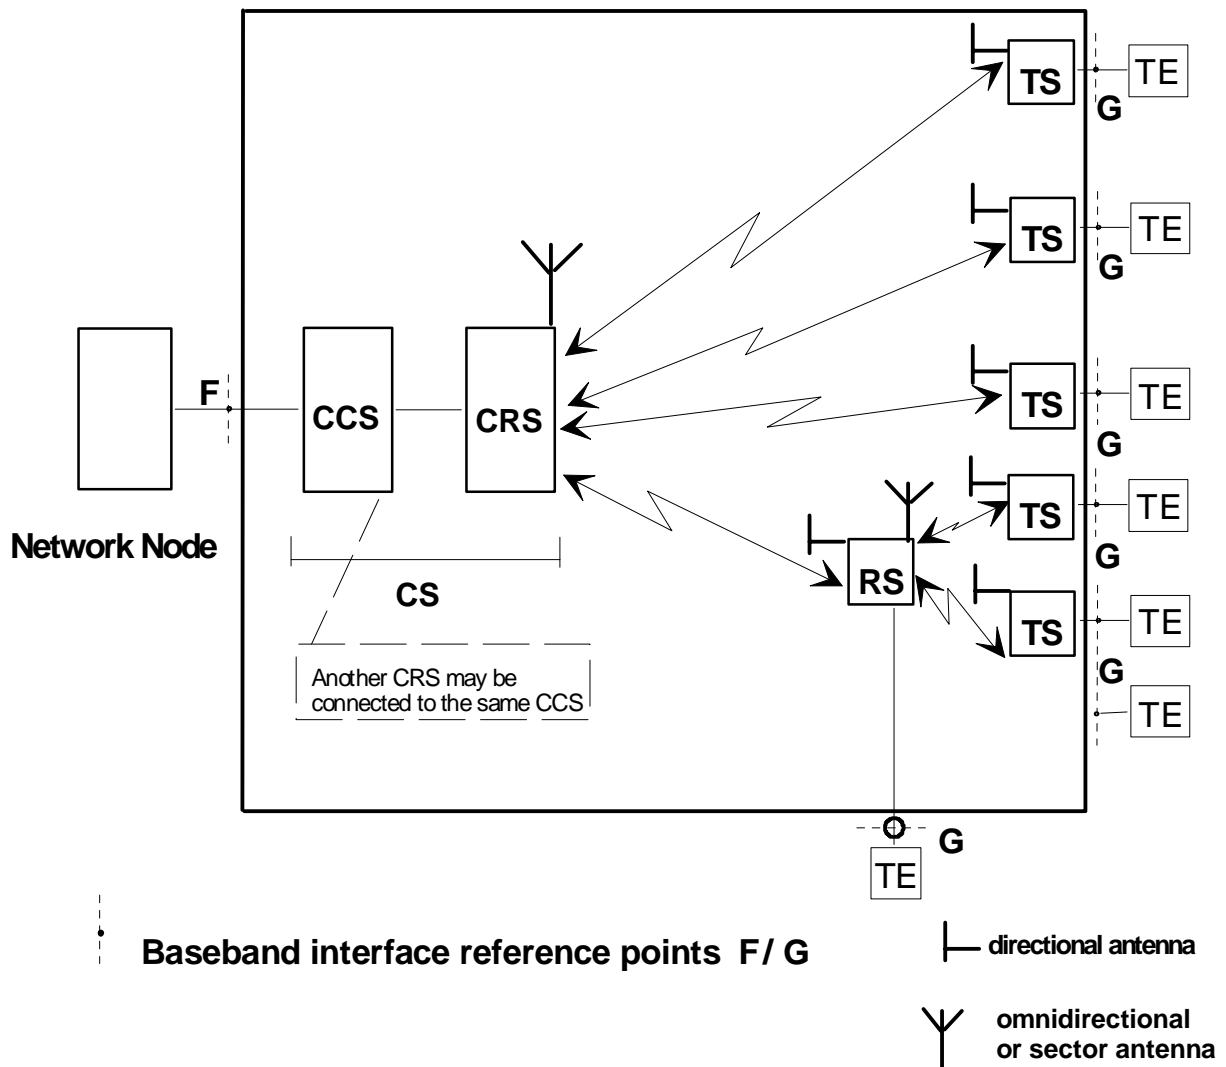 TS
TE
G
TS
TE
G
F
CCS
CRS
TS
TE
G
Network Node
TS
TE
G
CS
RS
TS
TE
G
Another CRS may be
connected to the same CCS
TE
G
TE
Baseband interface reference points F/ G
directional antenna
omnidirectional
or sector antenna